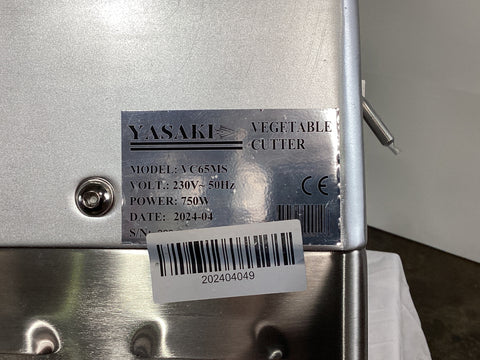 YASAKI
VEGETABLE
CUTTER
MODEL: VC65MS
VOLT.: 230V~ 50Hz
POWER: 750W
DATE: 2024-04
S/N:
CE
202404049